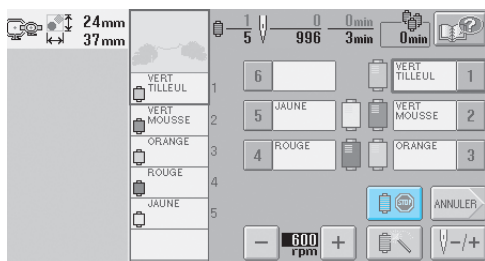 24mm
37mm
1
5
0
996
0min
3min
0min
VERT
TILLEUL
1
VERT
MOUSSE
2
ORANGE
3
ROUGE
4
JAUNE
5
6
VERT
TILLEUL
1
5
JAUNE
VERT
MOUSSE
2
4
ROUGE
ORANGE
3
STOP
ANNULER
−
600
rpm
+
−/+